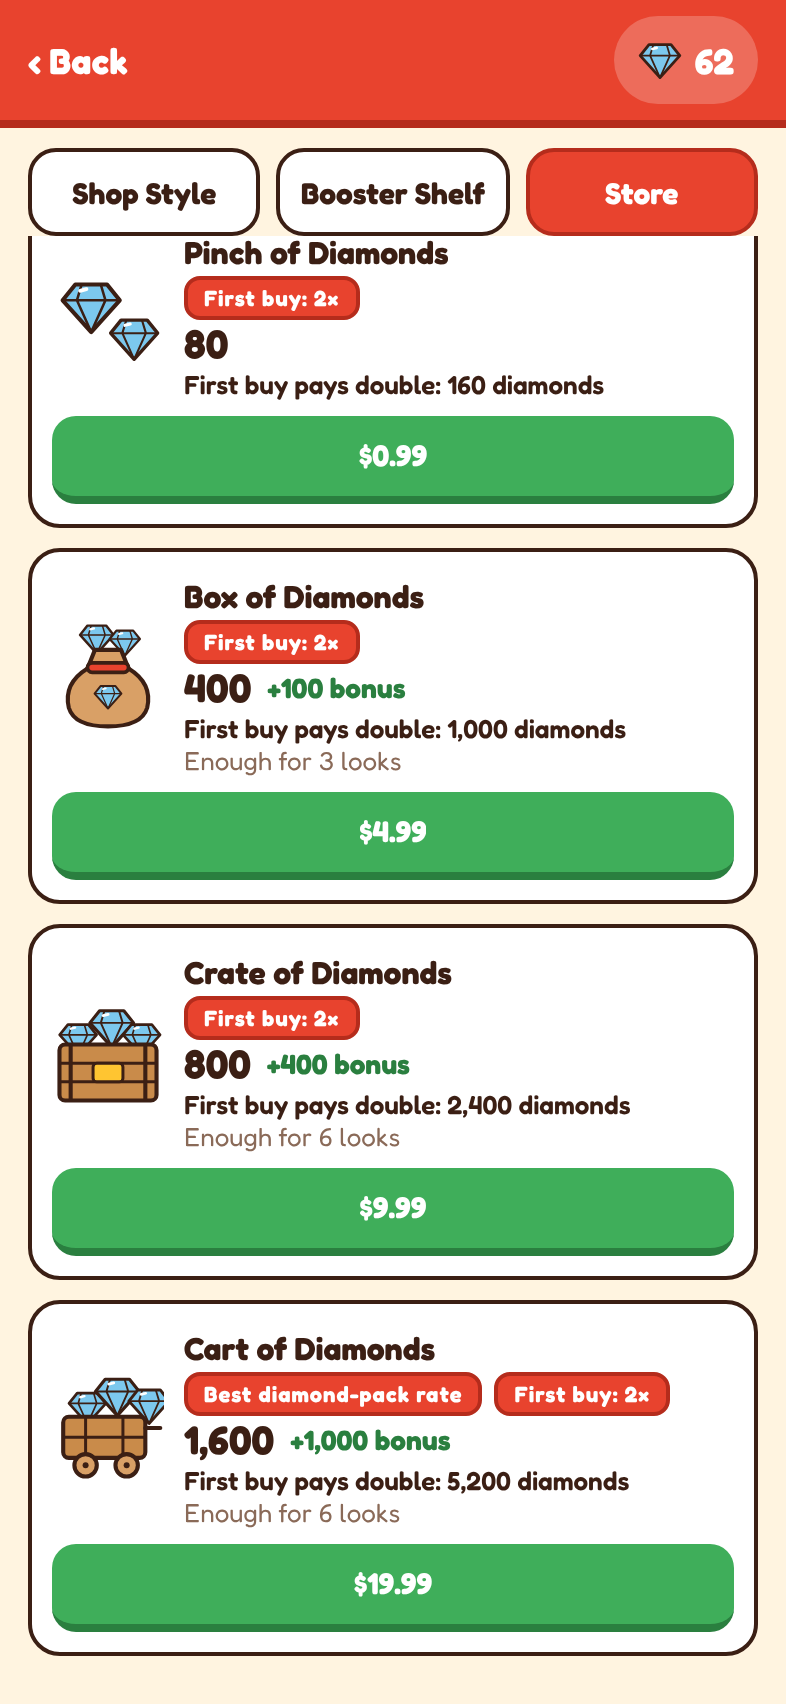 ‹ Back
62
Shop Style
Booster Shelf
Store
Pinch of Diamonds
First buy: 2x
80
First buy pays double: 160 diamonds
$0.99
Box of Diamonds
First buy: 2x
400 +100 bonus
First buy pays double: 1,000 diamonds
Enough for 3 looks
$4.99
Crate of Diamonds
First buy: 2x
800 +400 bonus
First buy pays double: 2,400 diamonds
Enough for 6 looks
$9.99
Cart of Diamonds
Best diamond-pack rate First buy: 2x
1,600 +1,000 bonus
First buy pays double: 5,200 diamonds
Enough for 6 looks
$19.99